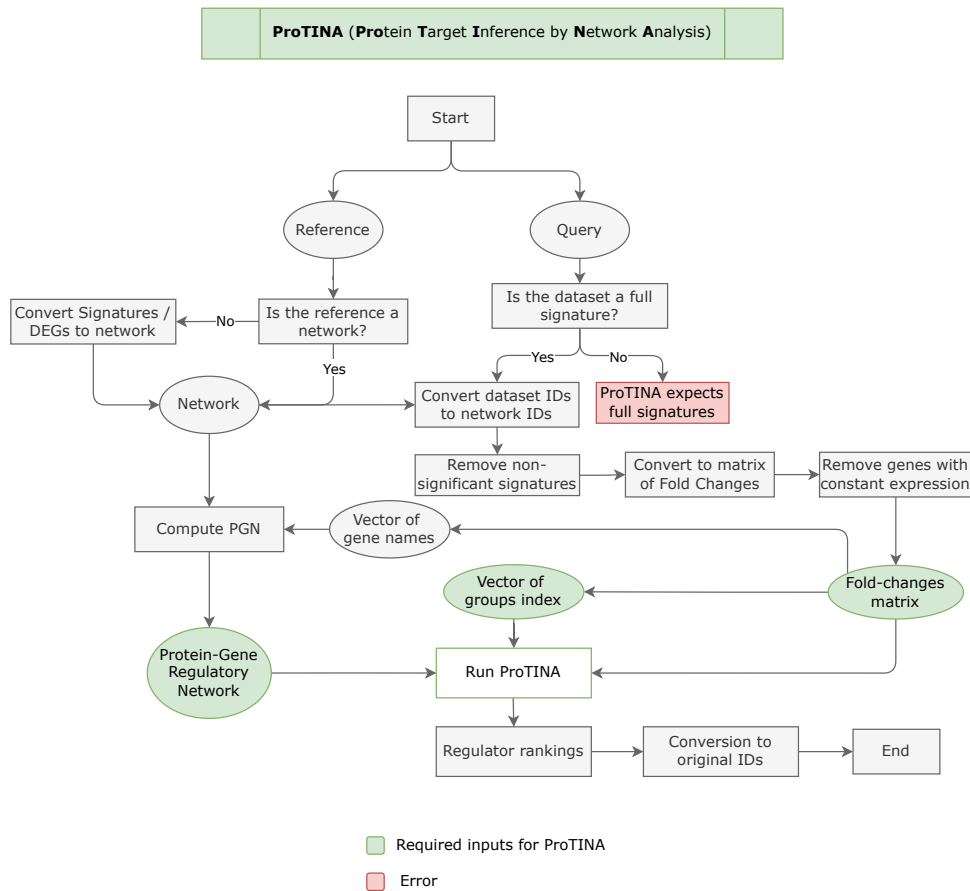 ProTINA (Protein Target Inference by Network Analysis)
Start
Reference
Query
Is the reference a
network?
Is the dataset a full
signature?
Convert Signatures /
DEGs to network
No
Yes
Yes
No
Network
Convert dataset IDs
to network IDs
ProTINA expects
full signatures
Remove non-
significant signatures
Convert to matrix
of Fold Changes
Remove genes with
constant expression
Compute PGN
Vector of
gene names
Vector of
groups index
Fold-changes
matrix
Protein-Gene
Regulatory
Network
Run ProTINA
Regulator rankings
Conversion to
original IDs
End
Required inputs for ProTINA
Error